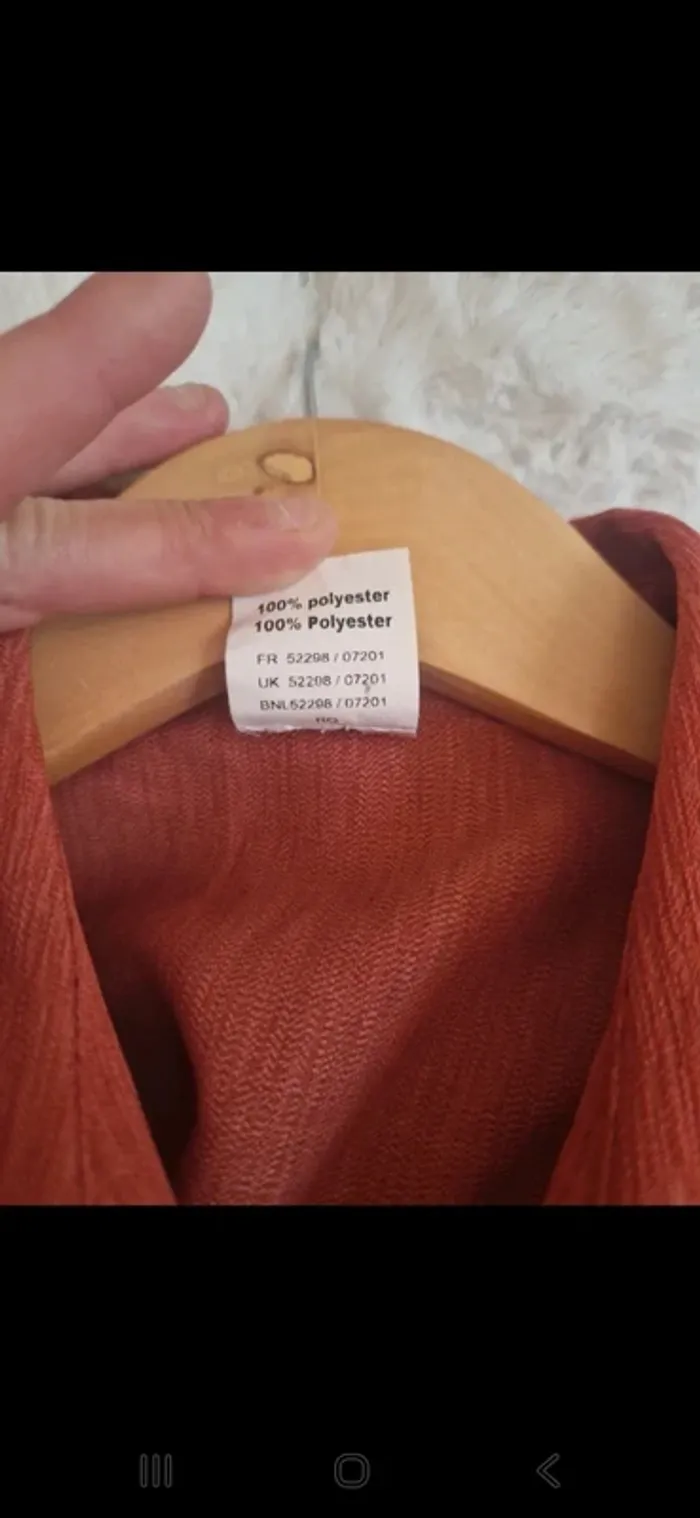 100% polyester
100% Polyester
FR 52298 / 07201
UK 52298 / 07201
BNL52298 / 07201